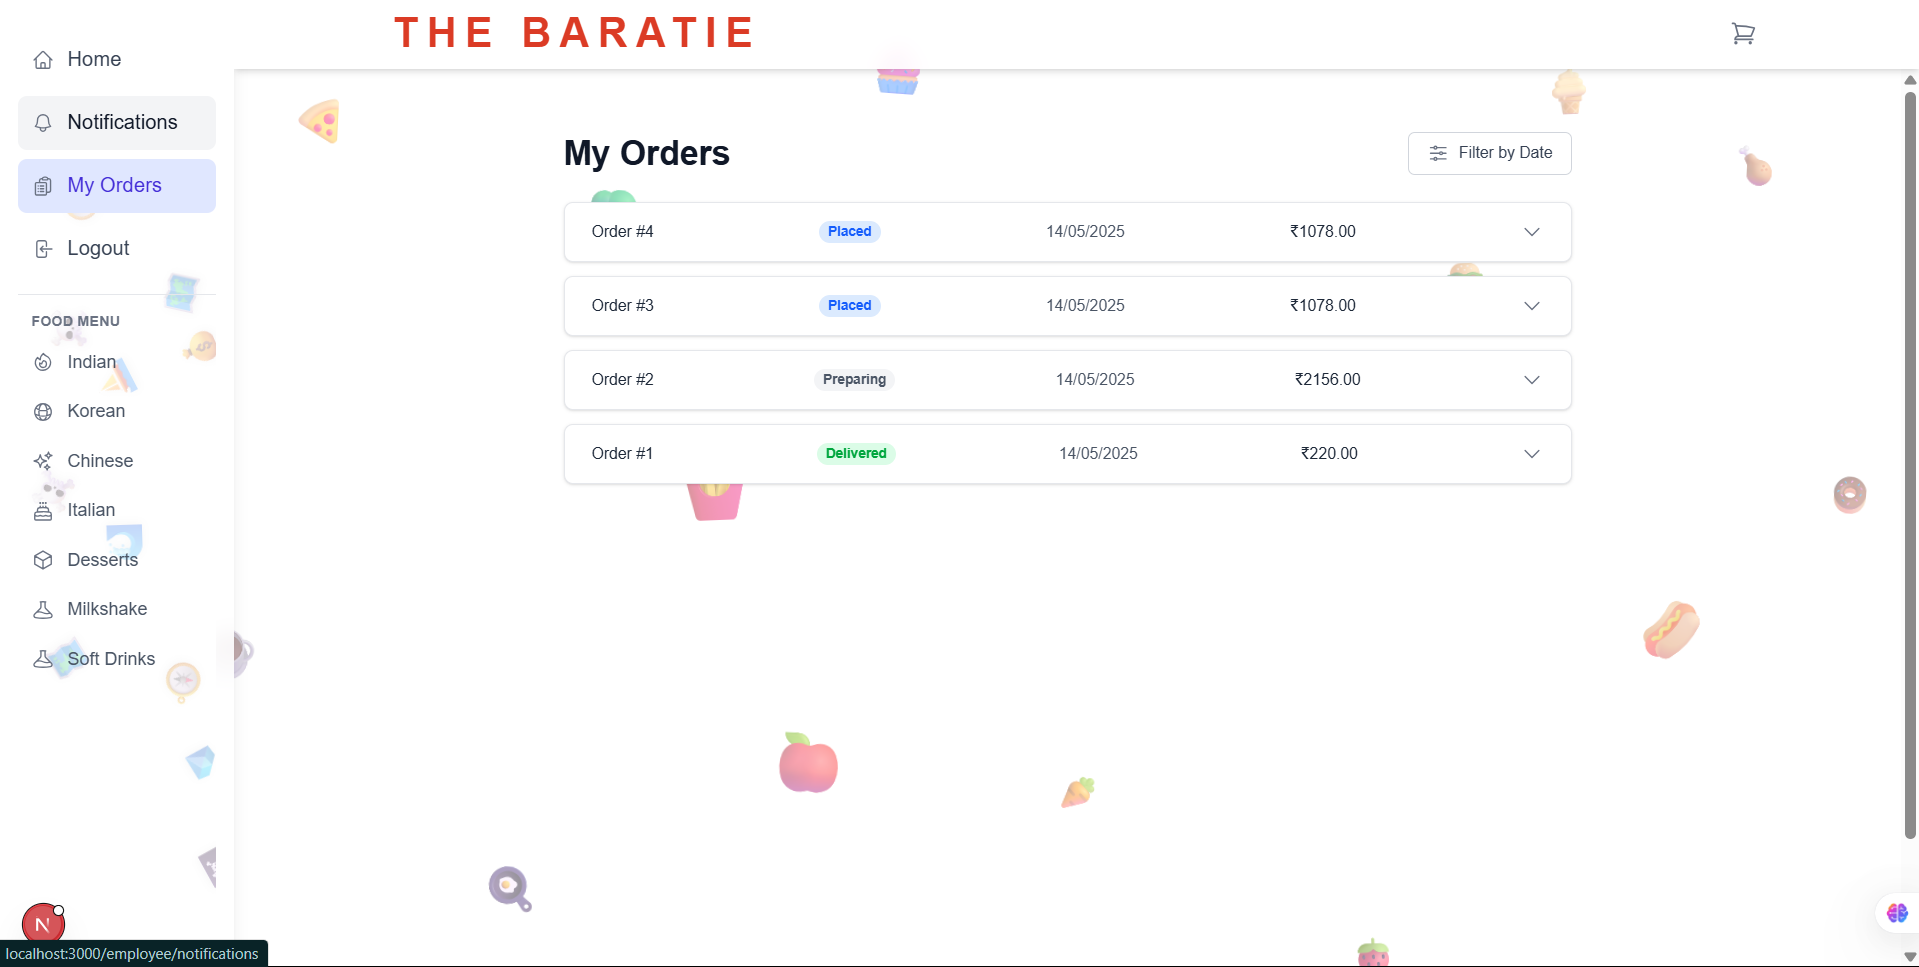 THE BARATIE
Home
Notifications
My Orders
Logout
FOOD MENU
Indian
Korean
Chinese
Italian
Desserts
Milkshake
Soft Drinks
My Orders
Filter by Date
Order #4 Placed 14/05/2025 ₹1078.00
Order #3 Placed 14/05/2025 ₹1078.00
Order #2 Preparing 14/05/2025 ₹2156.00
Order #1 Delivered 14/05/2025 ₹220.00
N
localhost:3000/employee/notifications